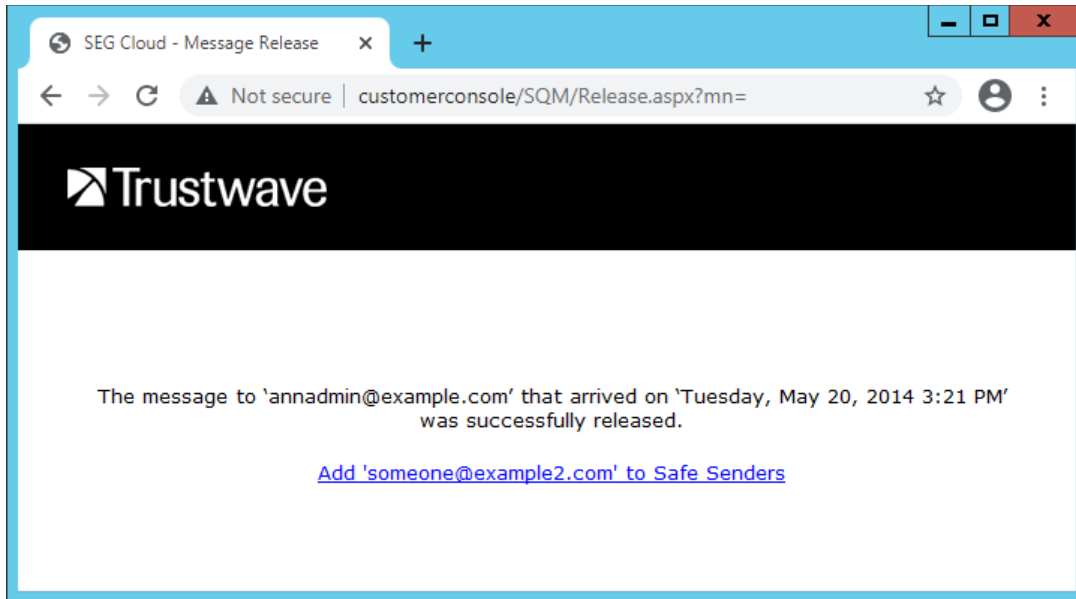 SEG Cloud - Message Release
Not secure | customerconsole/SQM/Release.aspx?mn=
Trustwave
The message to ‘annadmin@example.com’ that arrived on ‘Tuesday, May 20, 2014 3:21 PM’
was successfully released.
Add 'someone@example2.com' to Safe Senders